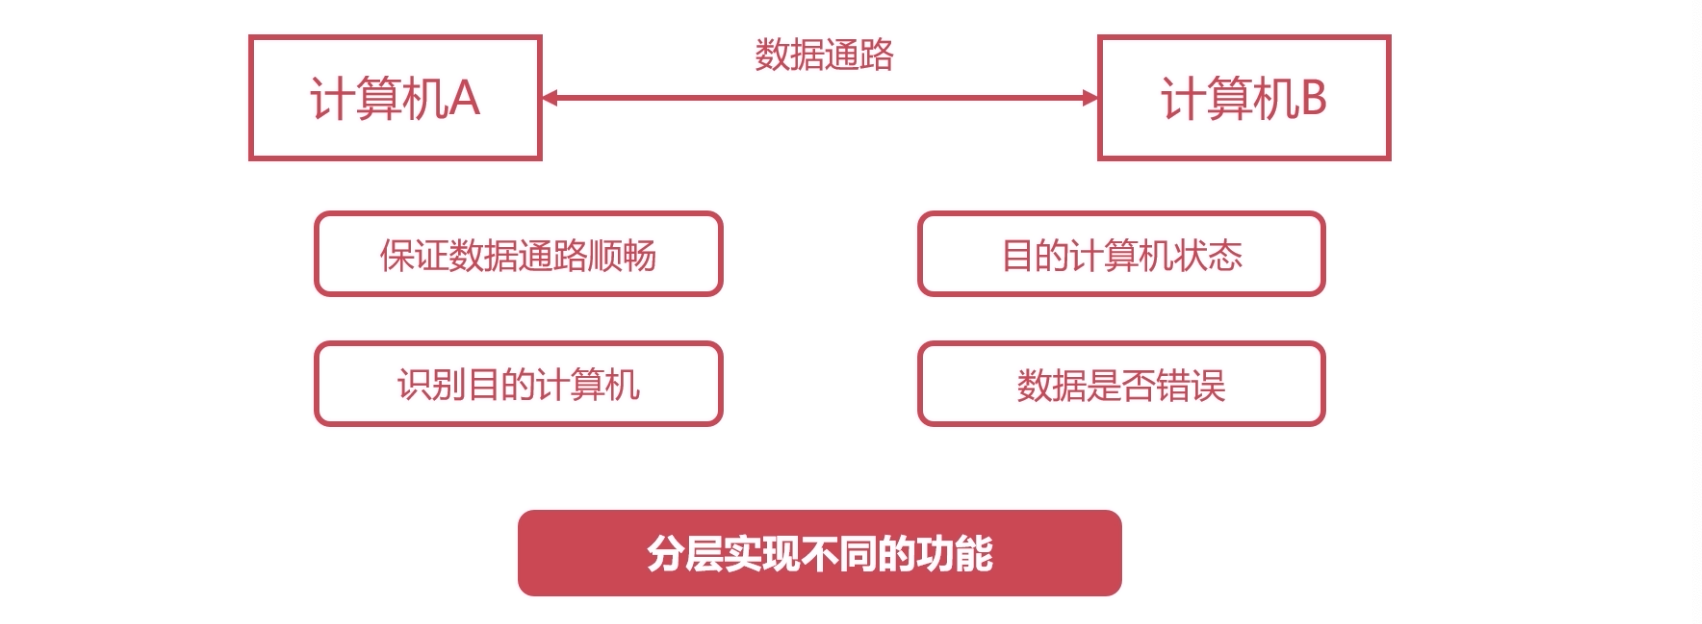 数据通路
计算机A
计算机B
保证数据通路顺畅
目的计算机状态
识别目的计算机
数据是否错误
分层实现不同的功能